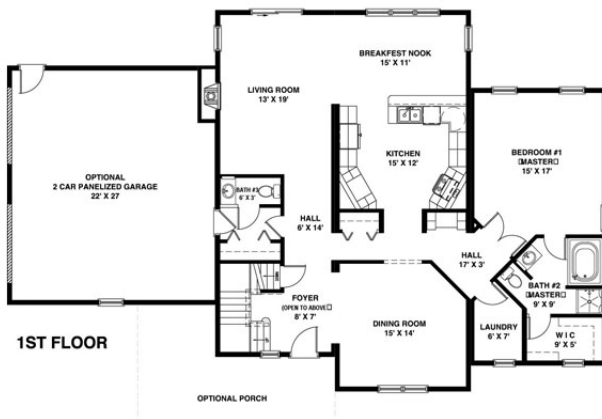 BREAKFEST NOOK
15' X 11'
LIVING ROOM
13' X 19'
KITCHEN
15' X 12'
BEDROOM #1
□MASTER□
15' X 17'
OPTIONAL
2 CAR PANELIZED GARAGE
22' X 27
BATH #3
6' X 3'
HALL
6' X 14'
HALL
17' X 3'
BATH #2
□MASTER□
9' X 9'
FOYER
(OPEN TO ABOVE□
8' X 7'
DINING ROOM
15' X 14'
LAUNDRY
6' X 7'
W I C
9' X 5'
1ST FLOOR
OPTIONAL PORCH